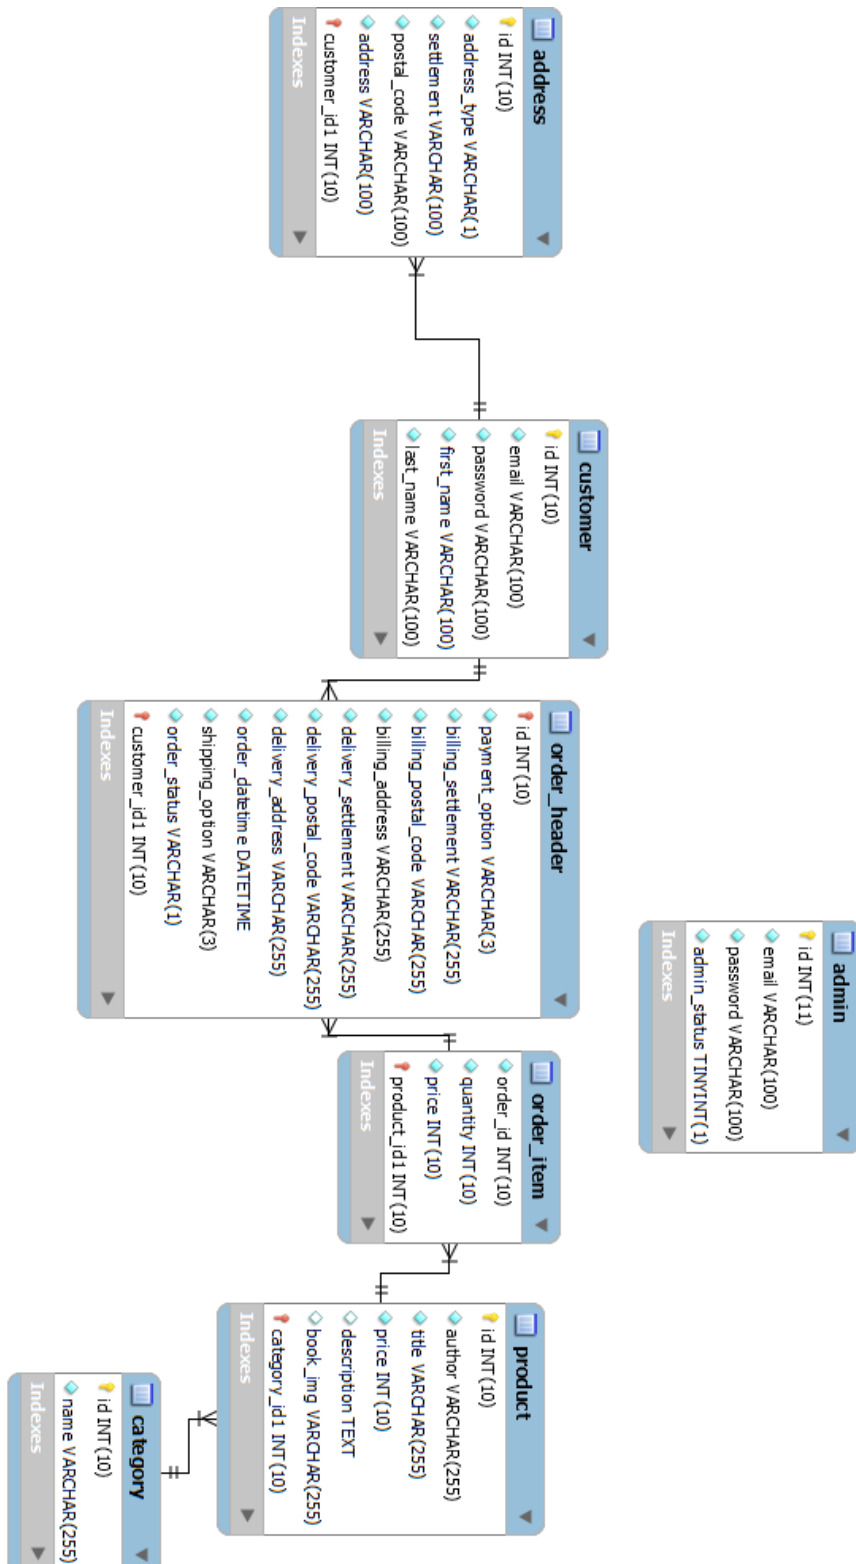 address
id INT(10)
address_type VARCHAR(1)
settlement VARCHAR(100)
postal_code VARCHAR(100)
address VARCHAR(100)
customer_id1 INT(10)
Indexes
customer
id INT(10)
email VARCHAR(100)
password VARCHAR(100)
first_name VARCHAR(100)
last_name VARCHAR(100)
Indexes
order_header
id INT(10)
payment_option VARCHAR(3)
billing_settlement VARCHAR(255)
billing_postal_code VARCHAR(255)
billing_address VARCHAR(255)
delivery_settlement VARCHAR(255)
delivery_postal_code VARCHAR(255)
delivery_address VARCHAR(255)
order_datetime DATETIME
shipping_option VARCHAR(3)
order_status VARCHAR(1)
customer_id1 INT(10)
Indexes
admin
id INT(11)
email VARCHAR(100)
password VARCHAR(100)
admin_status TINYINT(1)
Indexes
order_item
order_id INT(10)
quantity INT(10)
price INT(10)
product_id1 INT(10)
Indexes
product
id INT(10)
author VARCHAR(255)
title VARCHAR(255)
price INT(10)
description TEXT
book_img VARCHAR(255)
category_id1 INT(10)
Indexes
category
id INT(10)
name VARCHAR(255)
Indexes